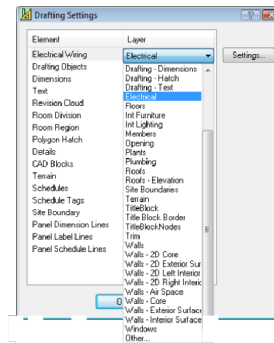 Drafting Settings
Element Layer
Electrical Wiring Electrical Settings...
Drafting Objects
Dimensions
Text
Revision Cloud
Room Division
Room Region
Polygon Hatch
Details
CAD Blocks
Terrain
Schedules
Schedule Tags
Site Boundary
Panel Dimension Lines
Panel Label Lines
Panel Schedule Lines
Drafting - Dimensions
Drafting - Hatch
Drafting - Text
Electrical
Floors
Int Furniture
Int Lighting
Members
Opening
Plants
Plumbing
Roofs
Roofs - Elevation
Site Boundaries
Terrain
TitleBlock
Title Block Border
TitleBlockNodes
Trim
Walls
Walls - 2D Core
Walls - 2D Exterior Sur
Walls - 2D Left Interior
Walls - 2D Right Interio
Walls - Air Space
Walls - Core
Walls - Exterior Surface
Walls - Interior Surface
Windows
Other...
O